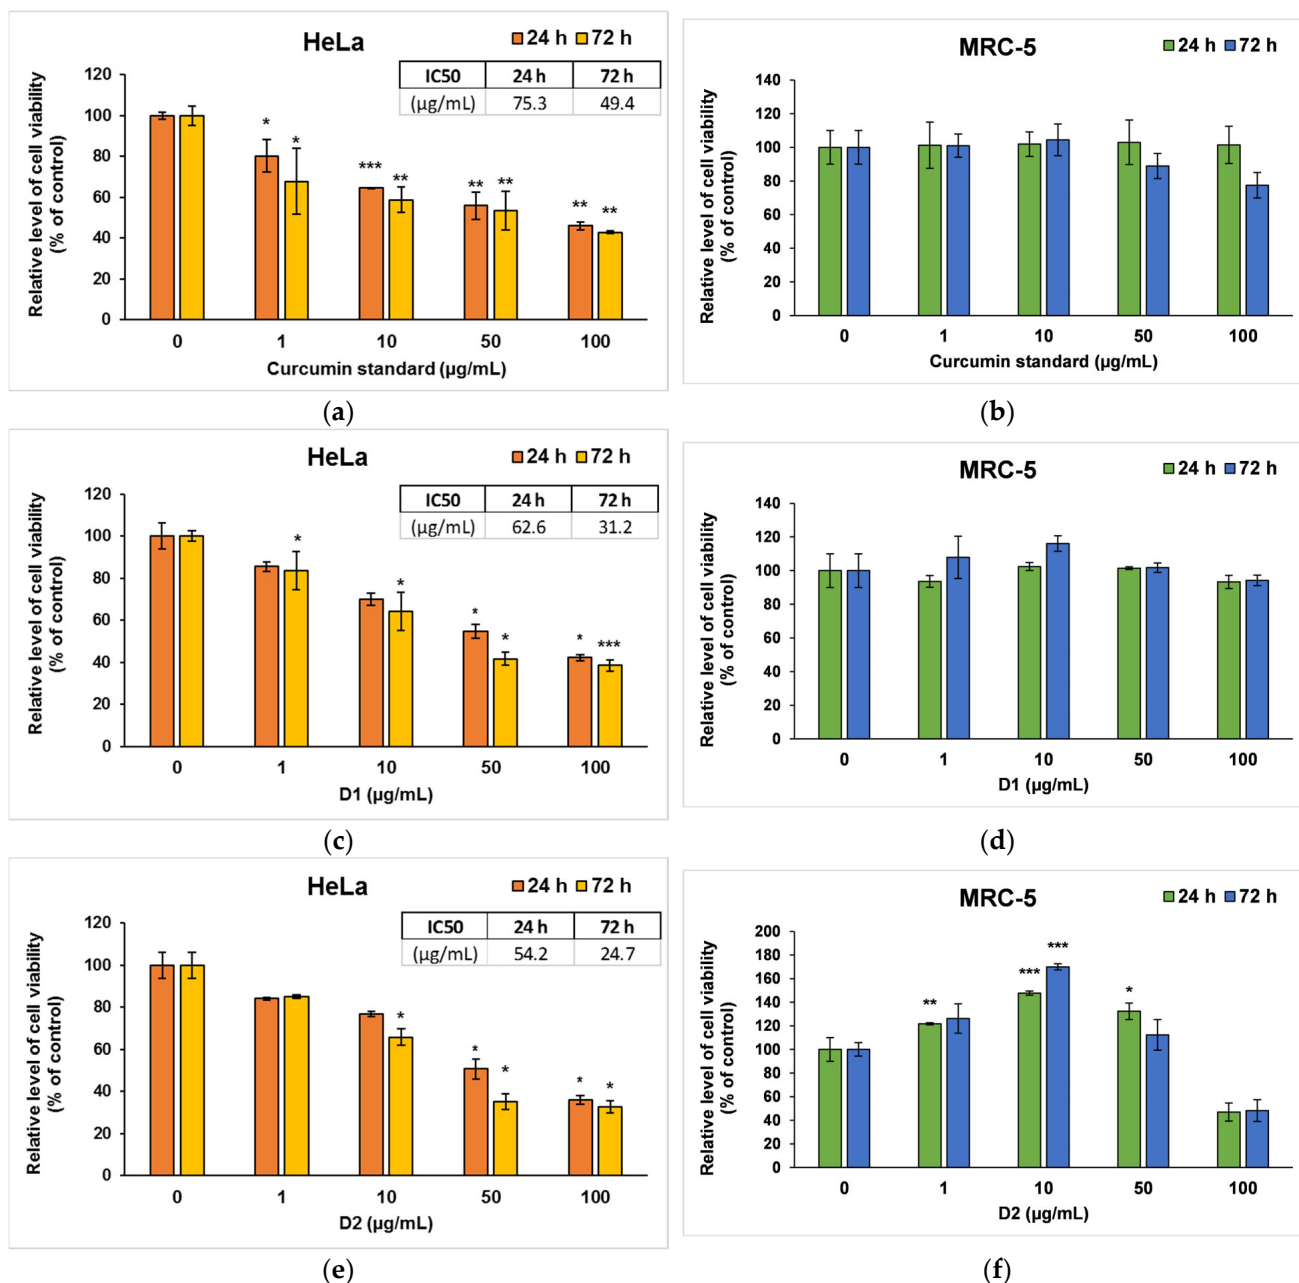 HeLa
24 h 72 h
IC50 24 h 72 h
(µg/mL) 75.3 49.4
Relative level of cell viability
(% of control)
120
100
80
60
40
20
0
* * *** ** ** ** ** **
0 1 10 50 100
Curcumin standard (µg/mL)
(a)
MRC-5
24 h 72 h
Relative level of cell viability
(% of control)
140
120
100
80
60
40
20
0
0 1 10 50 100
Curcumin standard (µg/mL)
(b)
HeLa
24 h 72 h
IC50 24 h 72 h
(µg/mL) 62.6 31.2
Relative level of cell viability
(% of control)
120
100
80
60
40
20
0
* * * * * ***
0 1 10 50 100
D1 (µg/mL)
(c)
MRC-5
24 h 72 h
Relative level of cell viability
(% of control)
140
120
100
80
60
40
20
0
0 1 10 50 100
D1 (µg/mL)
(d)
HeLa
24 h 72 h
IC50 24 h 72 h
(µg/mL) 54.2 24.7
Relative level of cell viability
(% of control)
120
100
80
60
40
20
0
* * * * *
0 1 10 50 100
D2 (µg/mL)
(e)
MRC-5
24 h 72 h
Relative level of cell viability
(% of control)
200
180
160
140
120
100
80
60
40
20
0
** *** *** *
0 1 10 50 100
D2 (µg/mL)
(f)